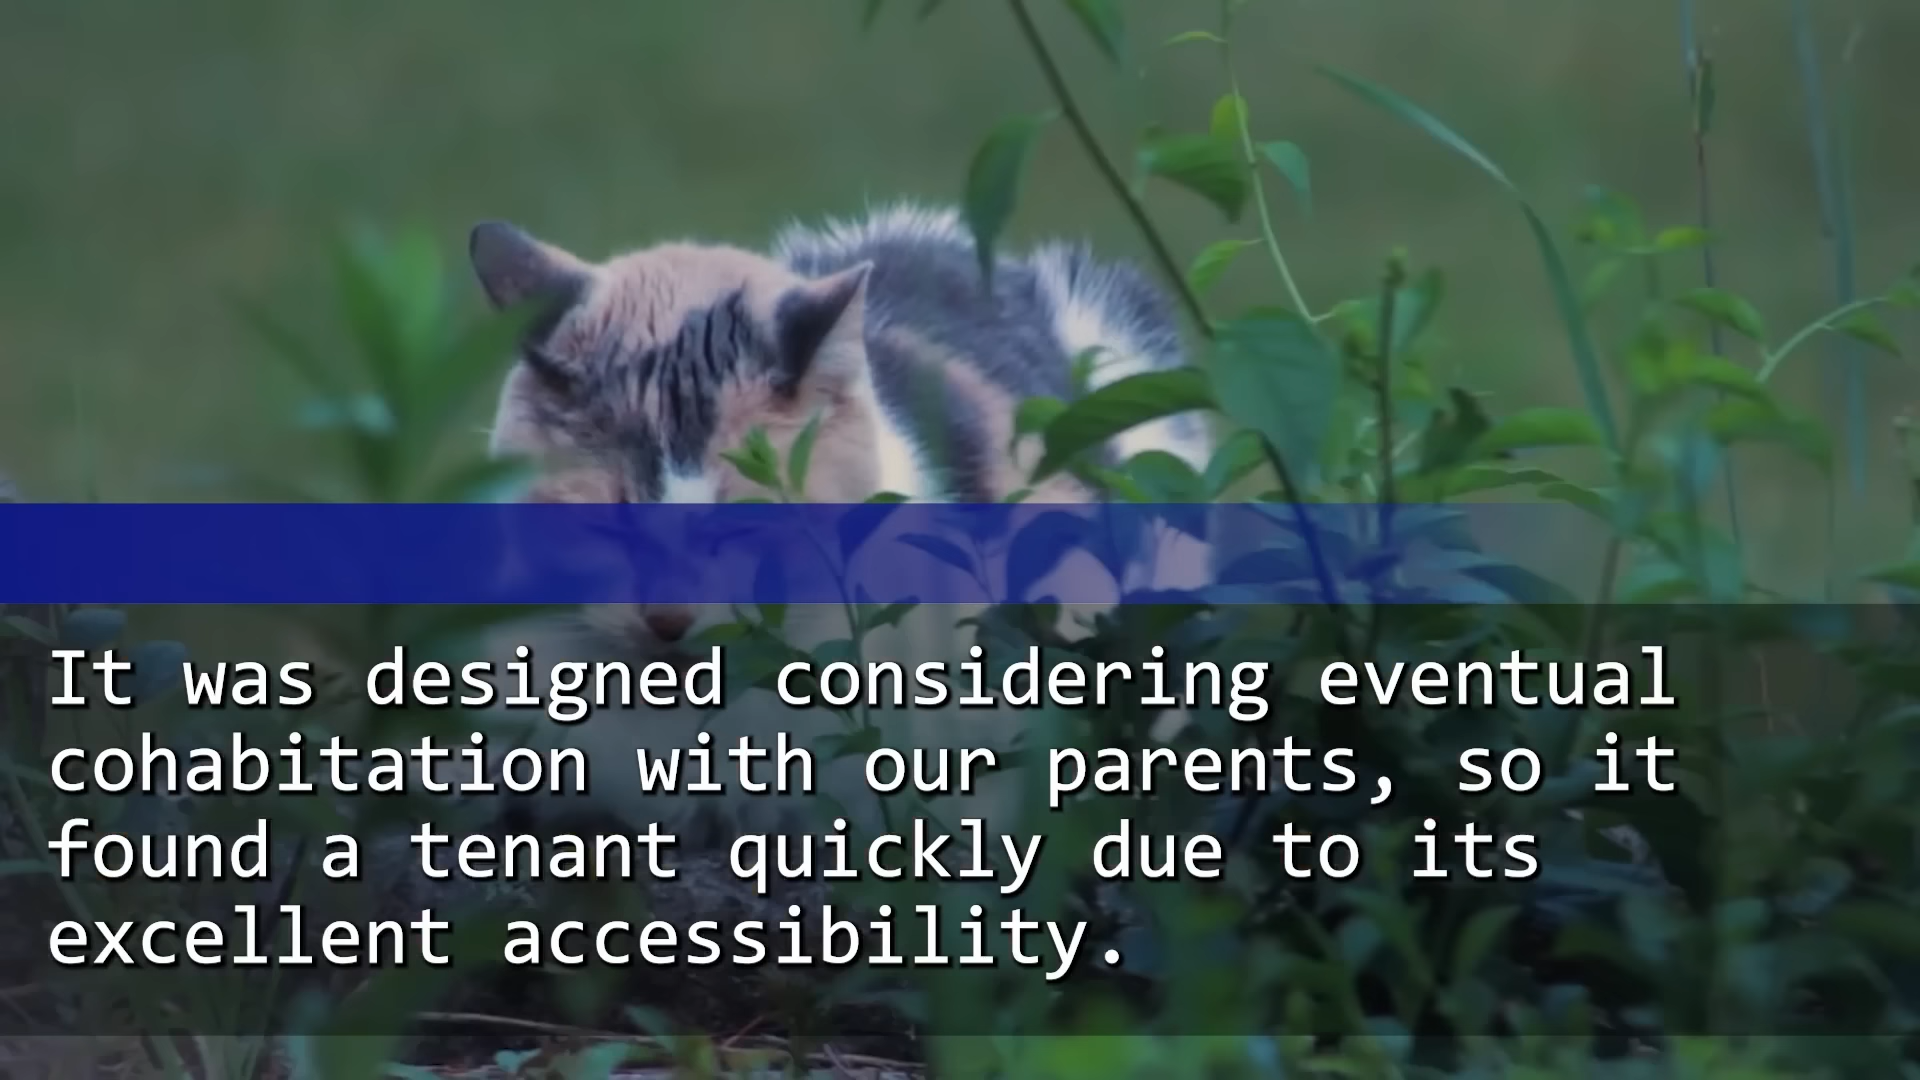 It was designed considering eventual
cohabitation with our parents, so it
found a tenant quickly due to its
excellent accessibility.